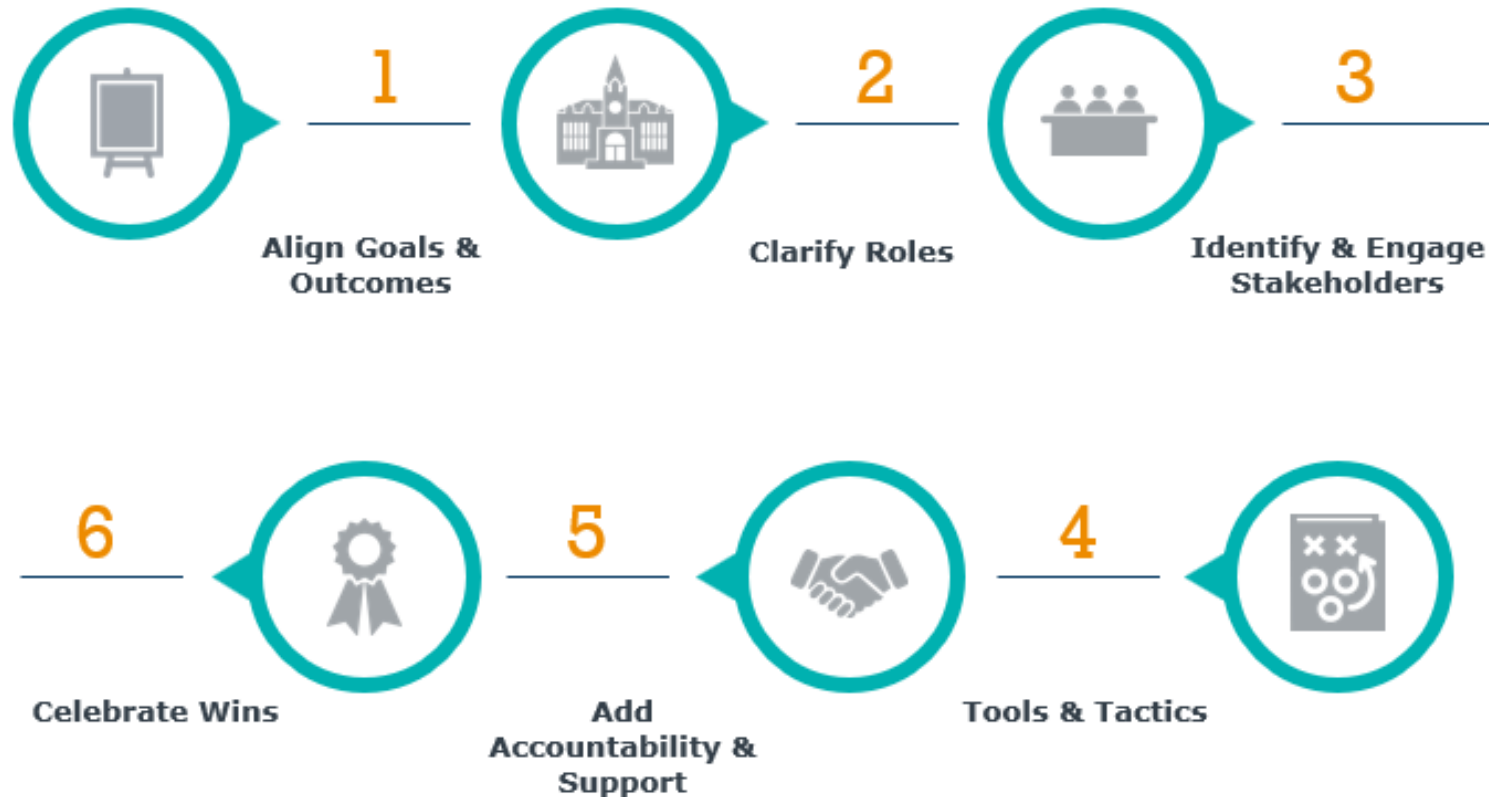 1
2
3
Align Goals &
Outcomes
Clarify Roles
Identify & Engage
Stakeholders
6
5
4
Celebrate Wins
Add
Accountability &
Support
Tools & Tactics